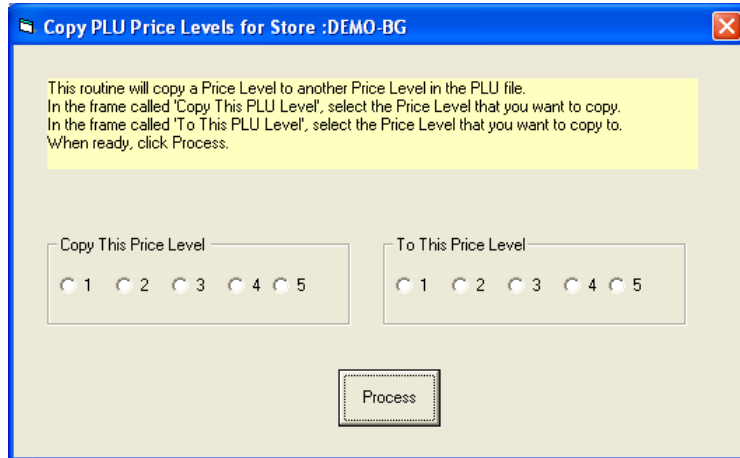 Copy PLU Price Levels for Store :DEMO-BG
This routine will copy a Price Level to another Price Level in the PLU file.
In the frame called 'Copy This PLU Level', select the Price Level that you want to copy.
In the frame called 'To This PLU Level', select the Price Level that you want to copy to.
When ready, click Process.
Copy This Price Level
1 2 3 4 5
To This Price Level
1 2 3 4 5
Process